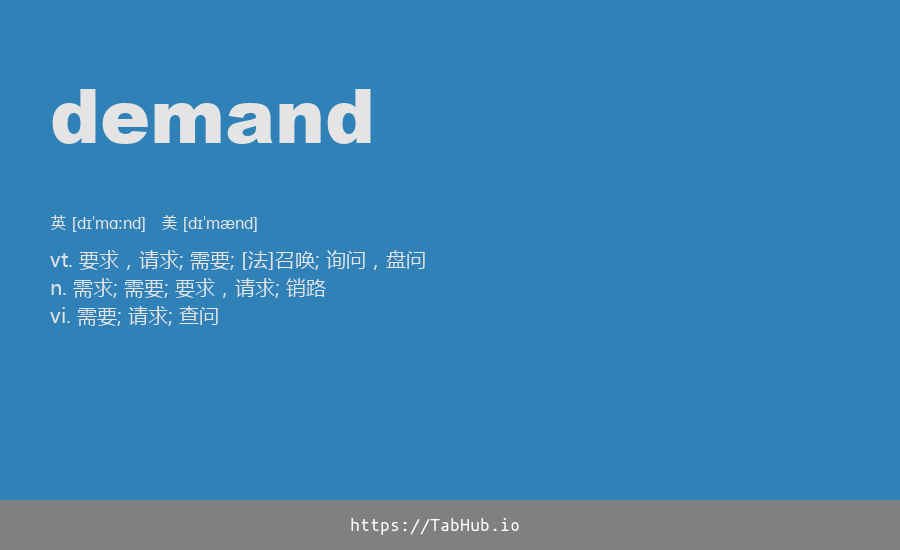 demand
英 [dɪˈmɑːnd] 美 [dɪˈmænd]
vt. 要求，请求; 需要; [法]召唤; 询问，盘问
n. 需求; 需要; 要求，请求; 销路
vi. 需要; 请求; 查问
https://TabHub.io